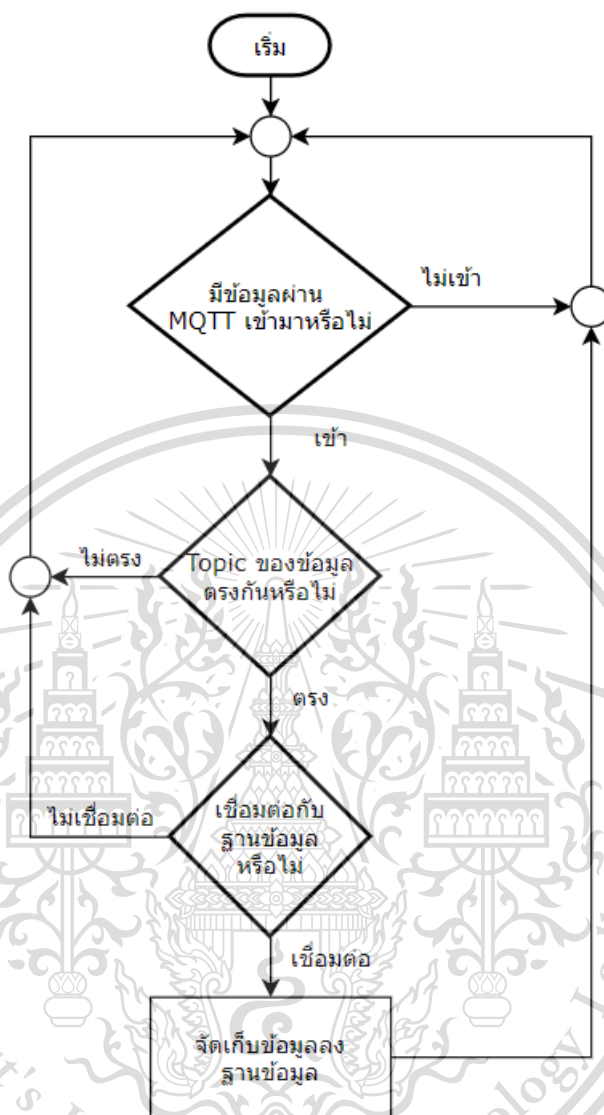 เริ่ม
มีข้อมูลผ่าน
MQTT เข้ามาหรือไม่
ไม่เข้า
เข้า
Topic ของข้อมูล
ตรงกันหรือไม่
ไม่ตรง
ตรง
เชื่อมต่อกับ
ฐานข้อมูล
หรือไม่
ไม่เชื่อมต่อ
เชื่อมต่อ
จัดเก็บข้อมูลลง
ฐานข้อมูล